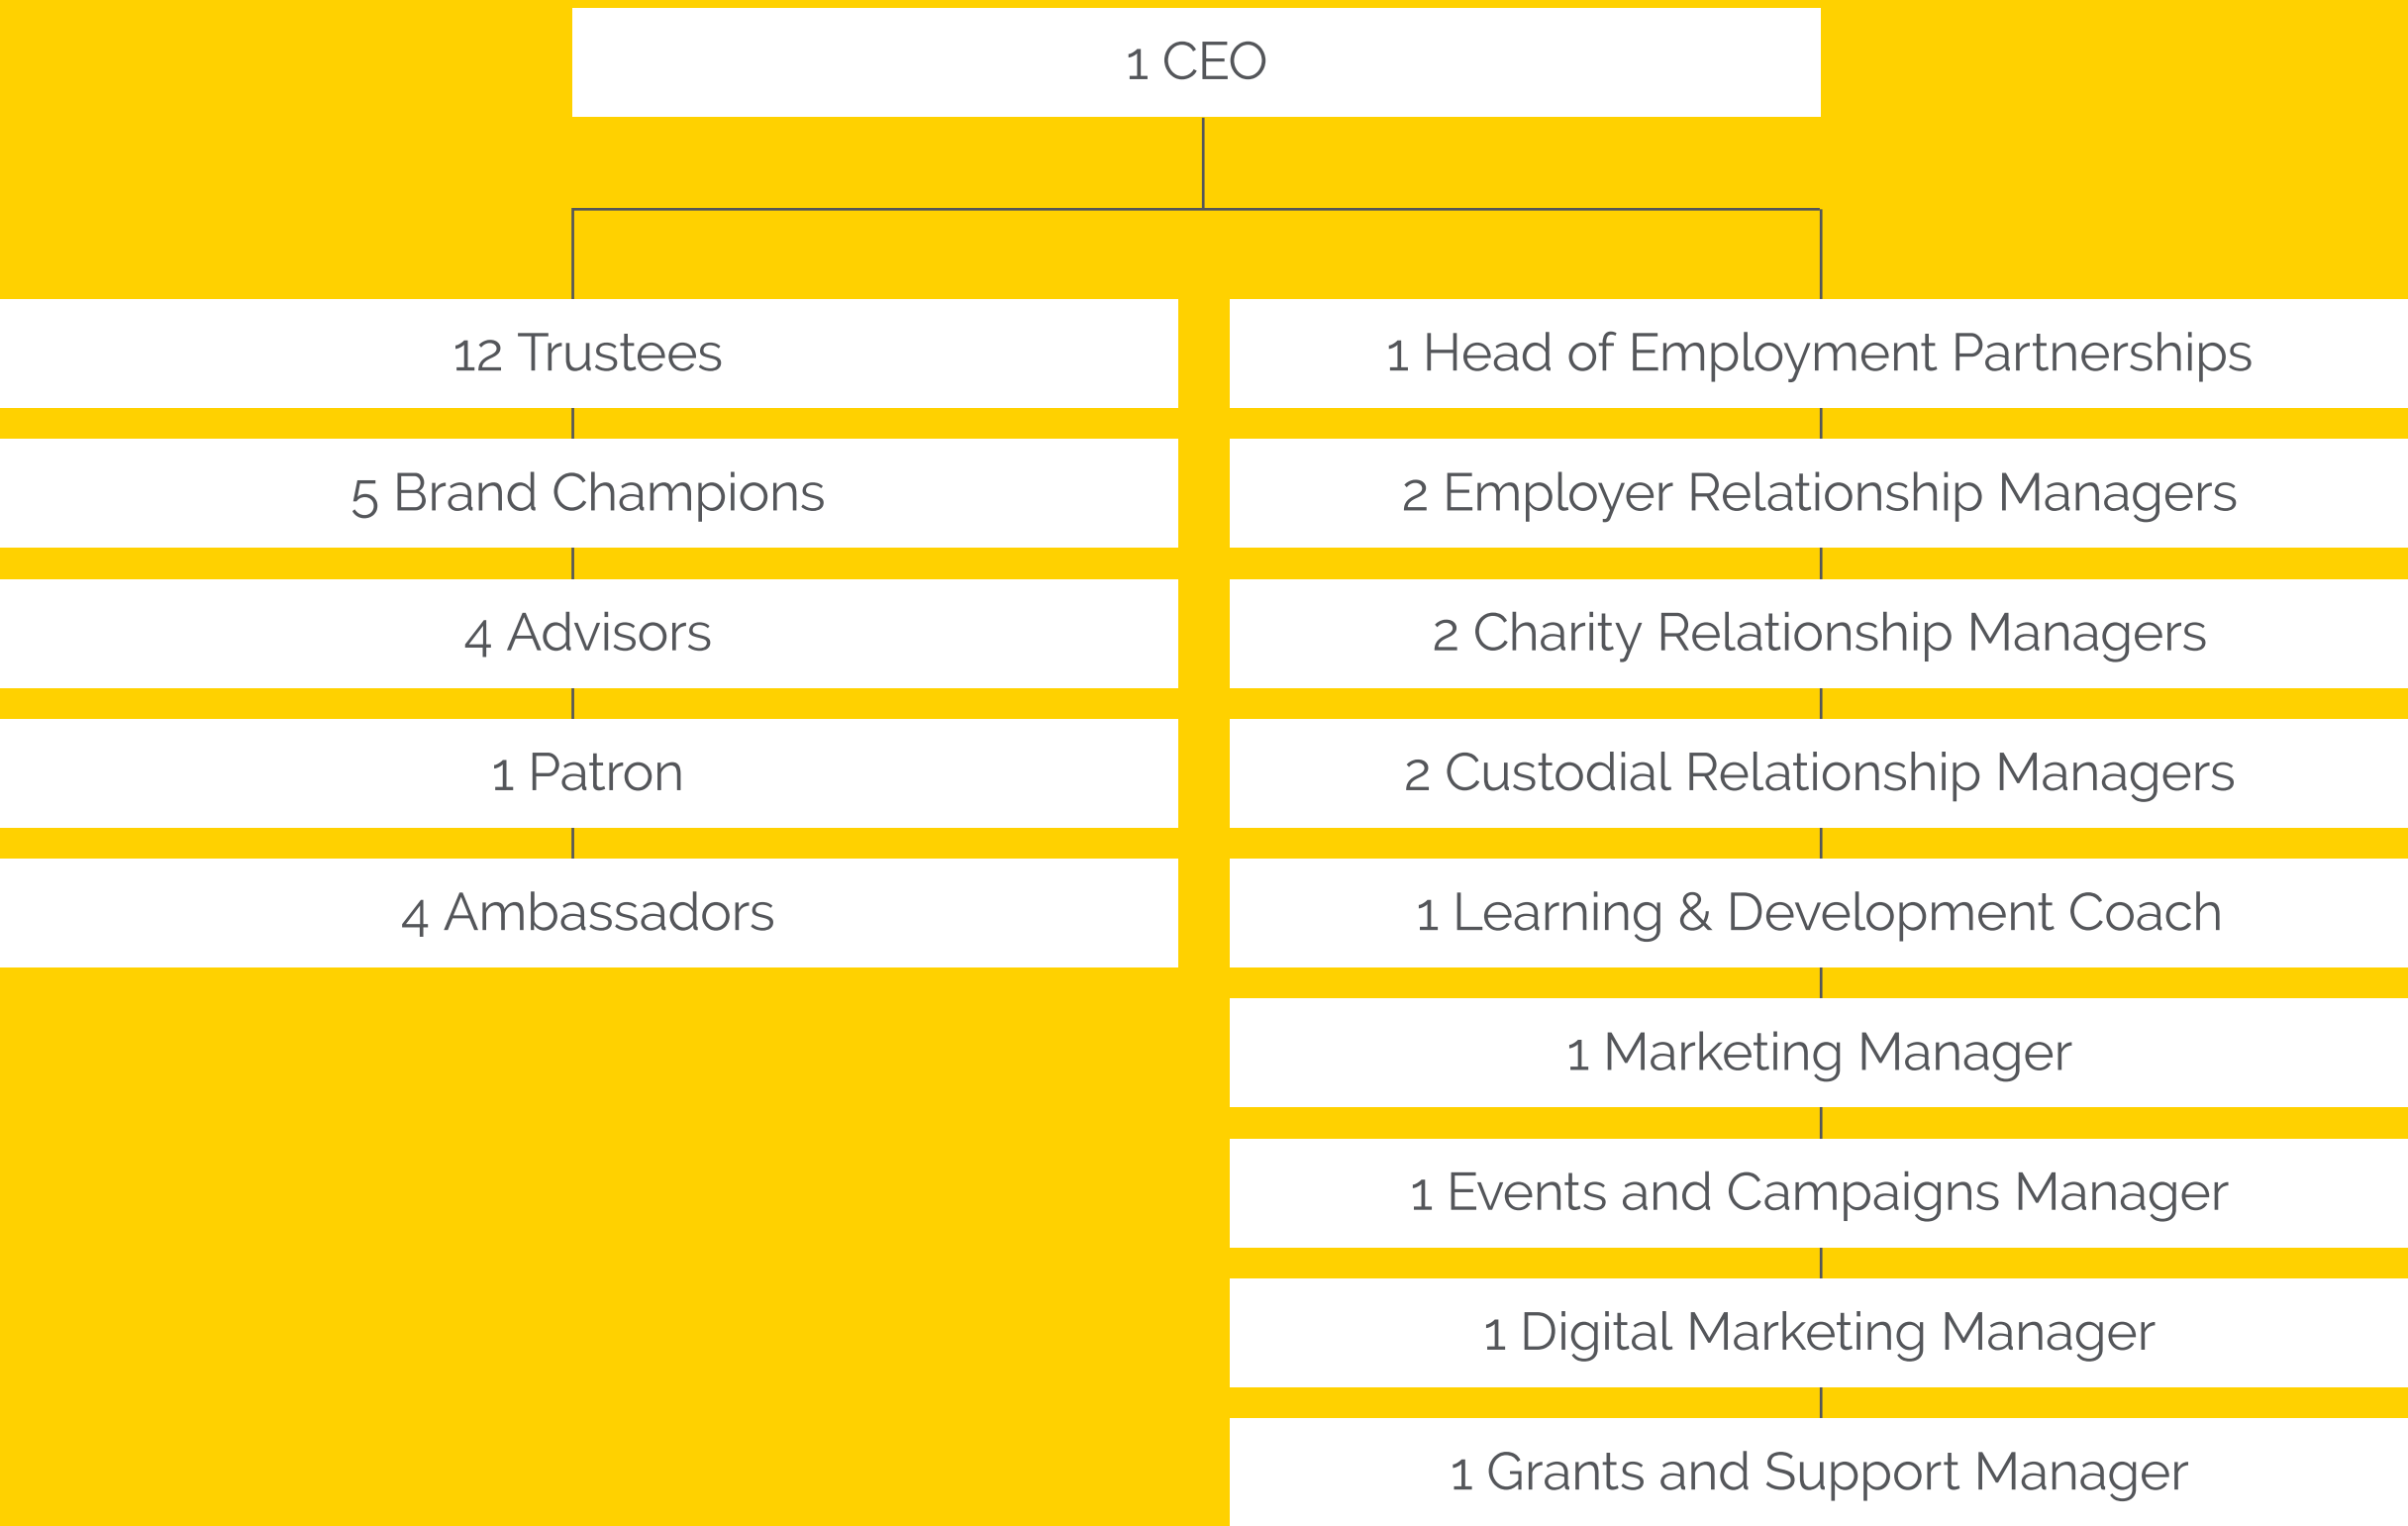 1 CEO
12 Trustees
5 Brand Champions
4 Advisors
1 Patron
4 Ambassadors
1 Head of Employment Partnerships
2 Employer Relationship Managers
2 Charity Relationship Managers
2 Custodial Relationship Managers
1 Learning & Development Coach
1 Marketing Manager
1 Events and Campaigns Manager
1 Digital Marketing Manager
1 Grants and Support Manager